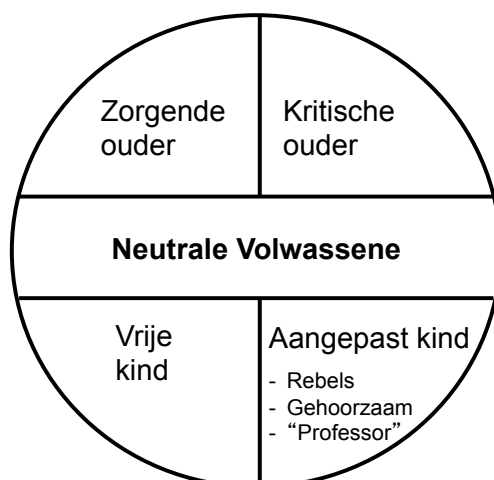 Zorgende
ouder
Kritische
ouder
Neutrale Volwassene
Vrije
kind
Aangepast kind
- Rebels
- Gehoorzaam
- “Professor”